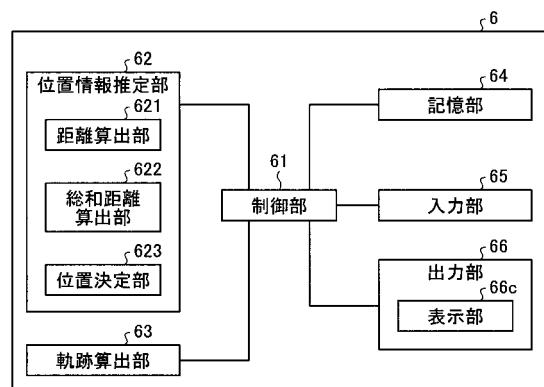 6
62
位置情報推定部
621
距離算出部
622
総和距離
算出部
623
位置決定部
63
軌跡算出部
61
制御部
64
記憶部
65
入力部
66
出力部
66c
表示部